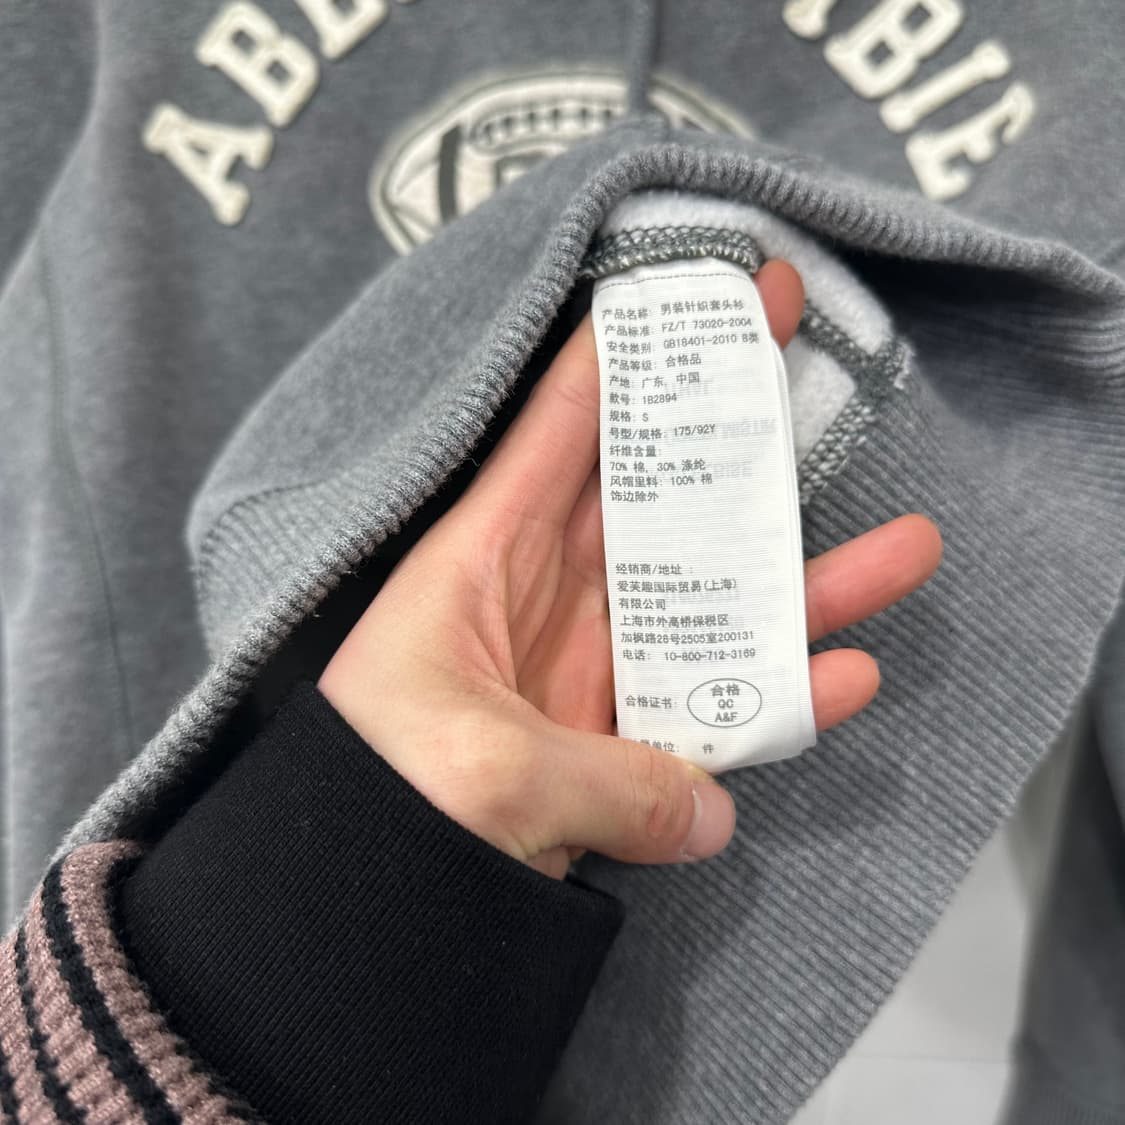 ABE
BIE
产品名称: 男装针织套头衫
产品标准: FZ/T 73020-2004
安全类别: GB18401-2010 B类
产品等级: 合格品
产地: 广东, 中国
款号: 1B2894
规格: S
号型/规格: 175/92Y
纤维含量:
70% 棉, 30% 涤纶
风帽里料: 100% 棉
饰边除外
经销商/地址 :
爱芙趣国际贸易(上海)
有限公司
上海市外高桥保税区
加枫路28号2505室200131
电话: 10-800-712-3169
合格证书:
合格
QC
A&F
单位: 件